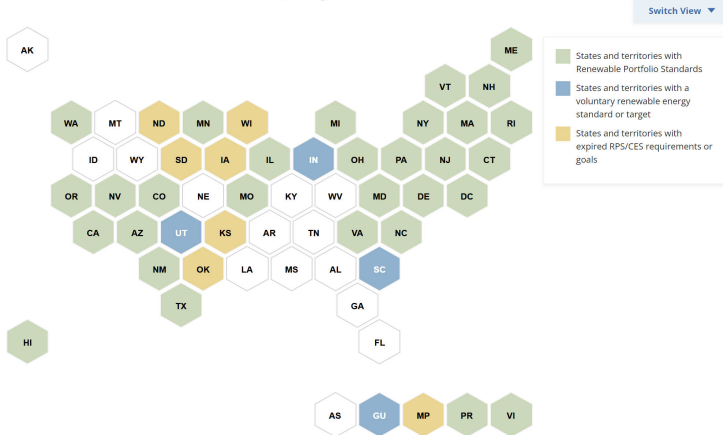 Switch View
AK
ME
VT NH
WA MT ND MN WI MI NY MA RI
ID WY SD IA IL IN OH PA NJ CT
OR NV CO NE MO KY WV MD DE DC
CA AZ UT KS AR TN VA NC
NM OK LA MS AL SC
TX GA
HI FL
AS GU MP PR VI
States and territories with
Renewable Portfolio Standards
States and territories with a
voluntary renewable energy
standard or target
States and territories with
expired RPS/CES requirements or
goals